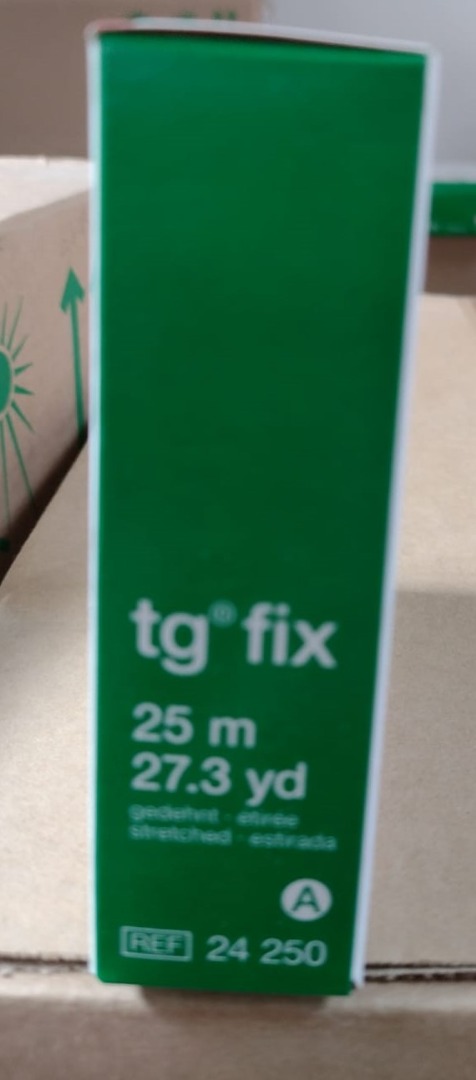 tg® fix
25 m
27.3 yd
gedehnt · étirée
stretched · estirada
A
REF 24 250